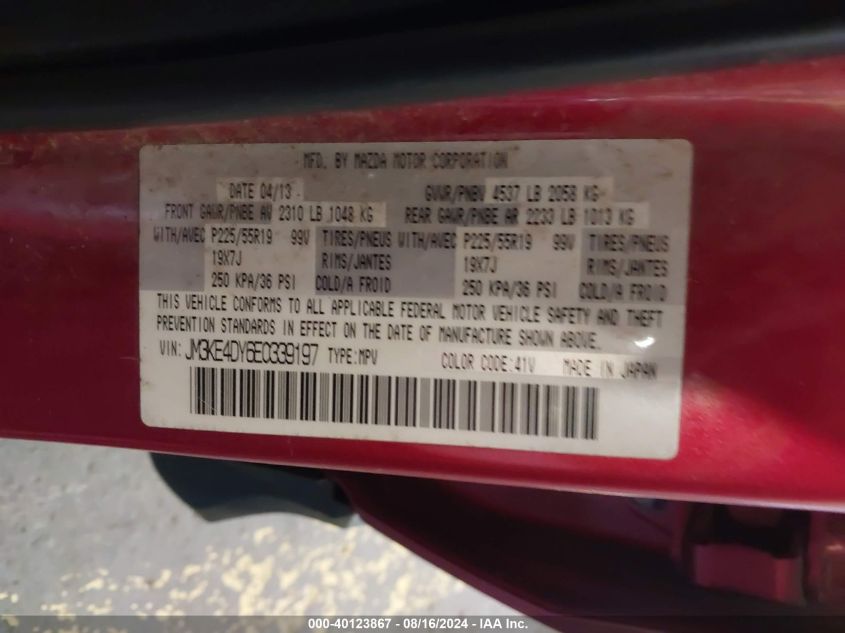 MFD. BY MAZDA MOTOR CORPORATION
DATE 04/13 GVWR/PNBV 4537 LB 2058 KG
FRONT GAWR/PNBE AV 2310 LB 1048 KG REAR GAWR/PNBE AR 2233 LB 1013 KG
WITH/AVEC P225/55R19 99V TIRES/PNEUS WITH/AVEC P225/55R19 99V TIRES/PNEUS
19X7J RIMS/JANTES 19X7J RIMS/JANTES
250 KPA/36 PSI COLD/A FROID 250 KPA/36 PSI COLD/A FROID
THIS VEHICLE CONFORMS TO ALL APPLICABLE FEDERAL MOTOR VEHICLE SAFETY AND THEFT
PREVENTION STANDARDS IN EFFECT ON THE DATE OF MANUFACTURE SHOWN ABOVE.
VIN: JM3KE4DY6E0339197 TYPE:MPV COLOR CODE:41V MADE IN JAPAN
000-40123867 - 08/16/2024 - IAA Inc.